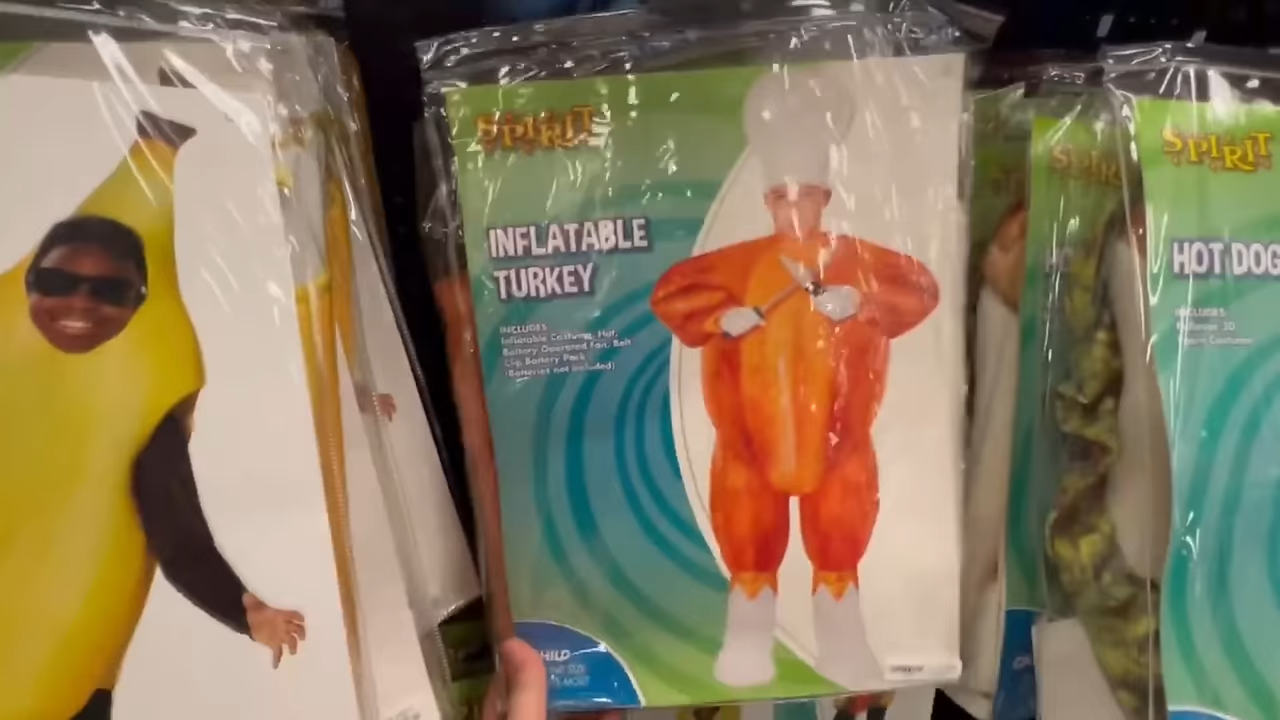 SPIRIT
INFLATABLE
TURKEY
INCLUDES
Inflatable Costume, Hat,
Battery Operated Fan, Belt
Clip, Battery Pack
(Batteries not included)
CHILD
SPIRIT
SPIRIT
HOT DOG
INCLUDES